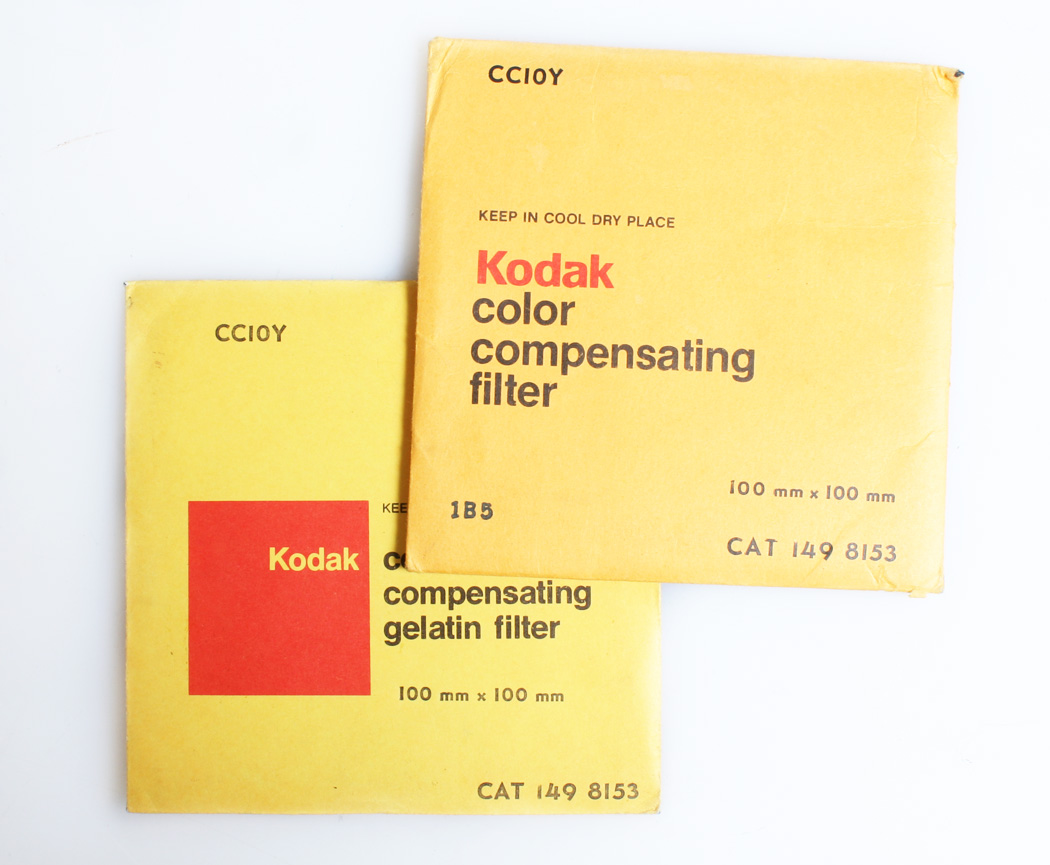 CC10Y
KEEP IN COOL DRY PLACE
Kodak
color
compensating
filter
100 mm x 100 mm
1B5
CAT 149 8153
CC10Y
Kodak
compensating
gelatin filter
100 mm x 100 mm
CAT 149 8153